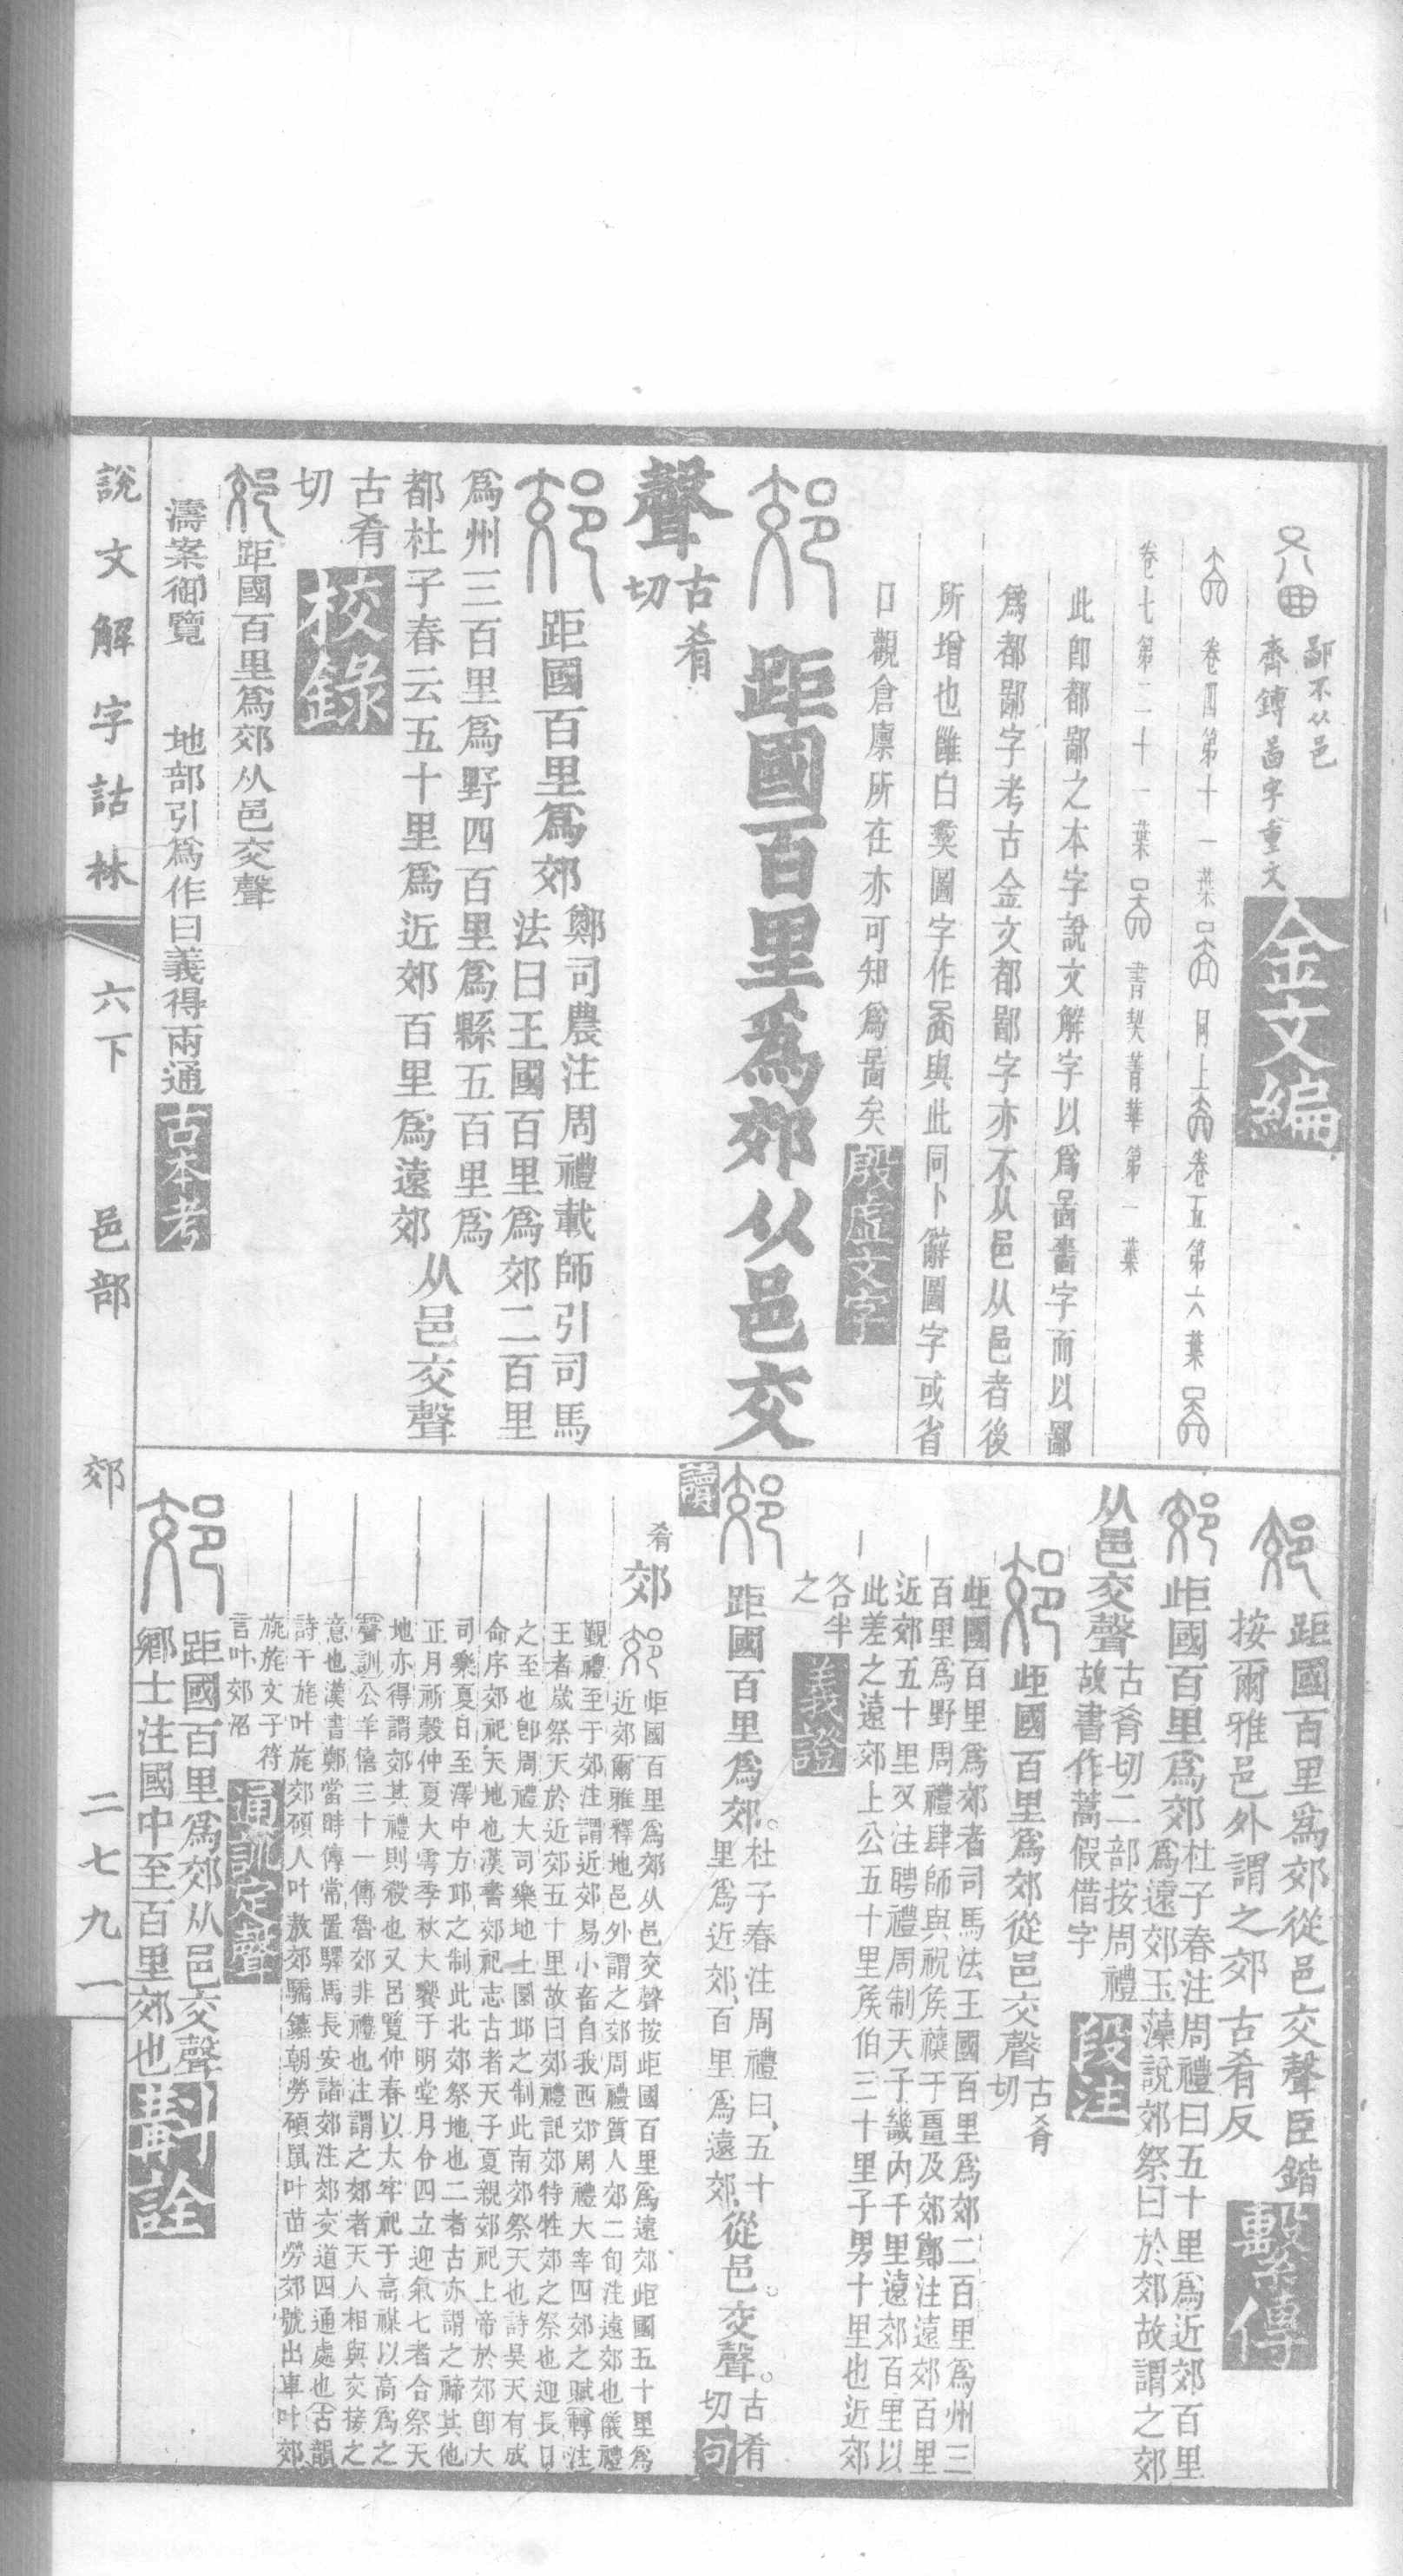 鄙不从邑
齊鎛啚字重文
金文編
卷四第十一葉 同上 卷五第六葉
卷七第二十一葉 書契菁華第一葉
此卽都鄙之本字說文解字以爲啚嗇字而以鄙
爲都鄙字考古金文都鄙字亦不从邑从邑者後
所增也雝白彝圖字作 與此同卜辭圖字或省
囗觀倉廩所在亦可知爲啚矣
殷虛文字
距國百里爲郊从邑交
聲
古肴
切
距國百里爲郊
鄭司農注周禮載師引司馬
法曰王國百里爲郊二百里
爲州三百里爲野四百里爲縣五百里爲
都杜子春云五十里爲近郊百里爲遠郊
从邑交聲
古肴
切
校錄
距國百里爲郊从邑交聲
濤案御覽 地部引爲作曰義得兩通
古本考
說文解字詁林
六下
邑部
郊
二七九一
距國百里爲郊從邑交聲臣鍇
按爾雅邑外謂之郊古肴反
繫傳
歫國百里爲郊
杜子春注周禮曰五十里爲近郊百里
爲遠郊玉藻說郊祭曰於郊故謂之郊
从邑交聲
古肴切二部按周禮
故書作蒿假借字
段注
歫國百里爲郊從邑交聲
古肴
切
歫國百里爲郊者司馬法王國百里爲郊二百里爲州三
百里爲野周禮肆師與祝侯禳于畺及郊鄭注遠郊百里
近郊五十里又注聘禮周制天子畿內千里遠郊百里以
此差之遠郊上公五十里侯伯三十里子男十里也近郊
各半
之
義證
距國百里爲郊。
杜子春注周禮曰、五十
里爲近郊、百里爲遠郊、
從邑。交聲。
古肴
切
句
讀
肴
郊
歫國百里爲郊从邑交聲按歫國百里爲遠郊歫國五十里爲
近郊爾雅釋地邑外謂之郊周禮質人郊二旬注遠郊也儀禮
覲禮至于郊注謂近郊易小畜自我西郊周禮大宰四郊之賦轉注
王者歲祭天於近郊五十里故曰郊禮記郊特牲郊之祭也迎長日
之至也卽周禮大司樂地上圜邱之制此南郊祭天也詩昊天有成
命序郊祀天地也漢書郊祀志古者天子夏親郊祀上帝於郊卽大
司樂夏日至澤中方邱之制此北郊祭地也二者古亦謂之禘其他
正月祈穀仲夏大雩季秋大饗于明堂月令四立迎氣七者合祭天
地亦得謂郊其禮則殺也又呂覽仲春以太牢祀于高禖以高爲之
聲訓公羊僖三十一傳魯郊非禮也注謂之郊者天人相與交接之
意也漢書鄭當時傳常置驛馬長安諸郊注郊交道四通處也古韻
詩干旄叶旄郊碩人叶敖郊驕鑣朝勞碩鼠叶苗勞郊號出車叶郊
旐旄文子符
言叶郊
通訓定聲
距國百里爲郊从邑交聲
鄉士注國中至百里郊也
斠詮